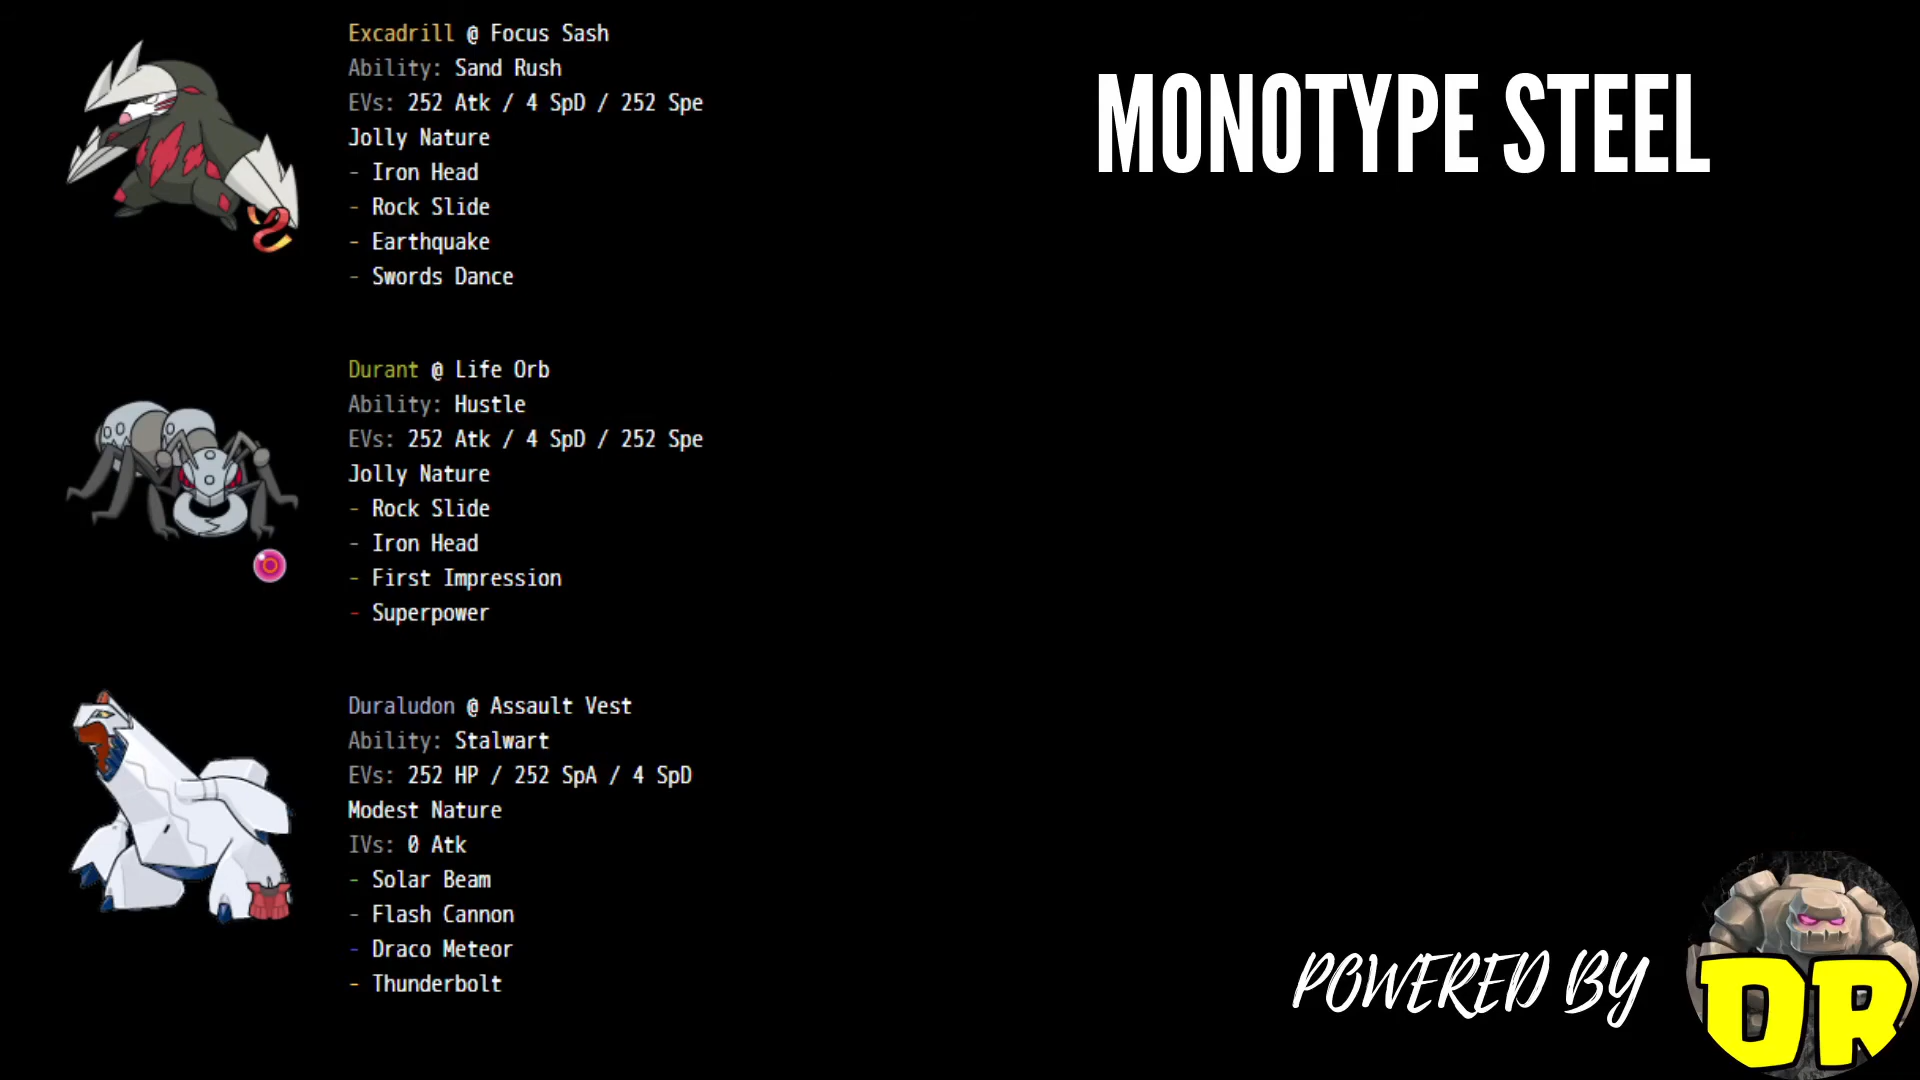 Excadrill @ Focus Sash
Ability: Sand Rush
EVs: 252 Atk / 4 SpD / 252 Spe
Jolly Nature
- Iron Head
- Rock Slide
- Earthquake
- Swords Dance
MONOTYPE STEEL
Durant @ Life Orb
Ability: Hustle
EVs: 252 Atk / 4 SpD / 252 Spe
Jolly Nature
- Rock Slide
- Iron Head
- First Impression
- Superpower
Duraludon @ Assault Vest
Ability: Stalwart
EVs: 252 HP / 252 SpA / 4 SpD
Modest Nature
IVs: 0 Atk
- Solar Beam
- Flash Cannon
- Draco Meteor
- Thunderbolt
POWERED BY
DR